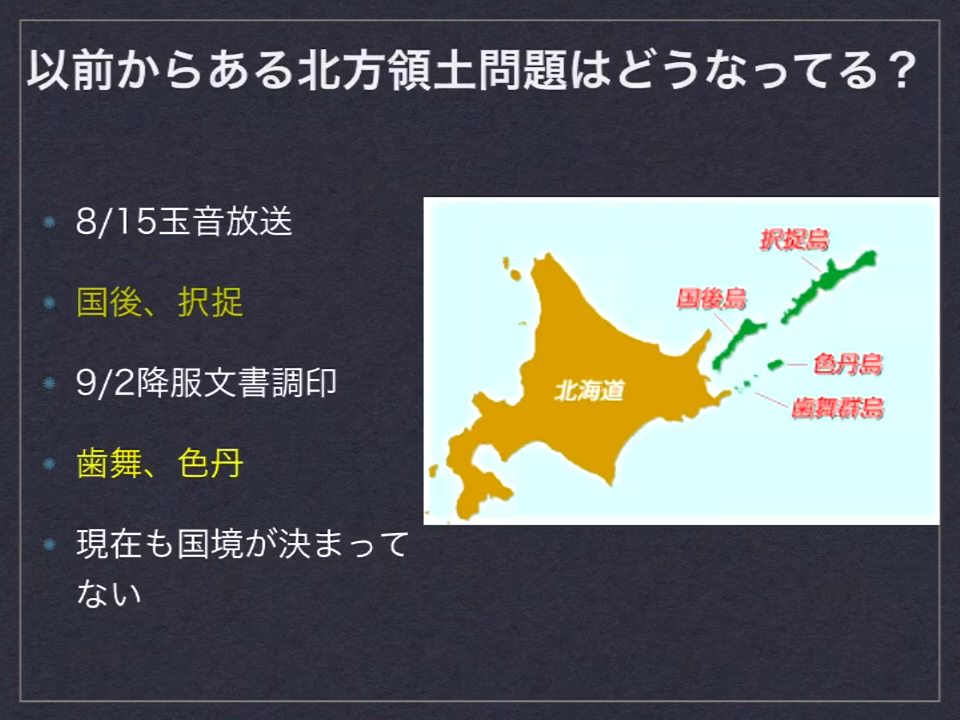 以前からある北方領土問題はどうなってる？
8/15玉音放送
国後、択捉
9/2降服文書調印
歯舞、色丹
現在も国境が決まって
ない
択捉島
国後島
色丹島
北海道
歯舞群島